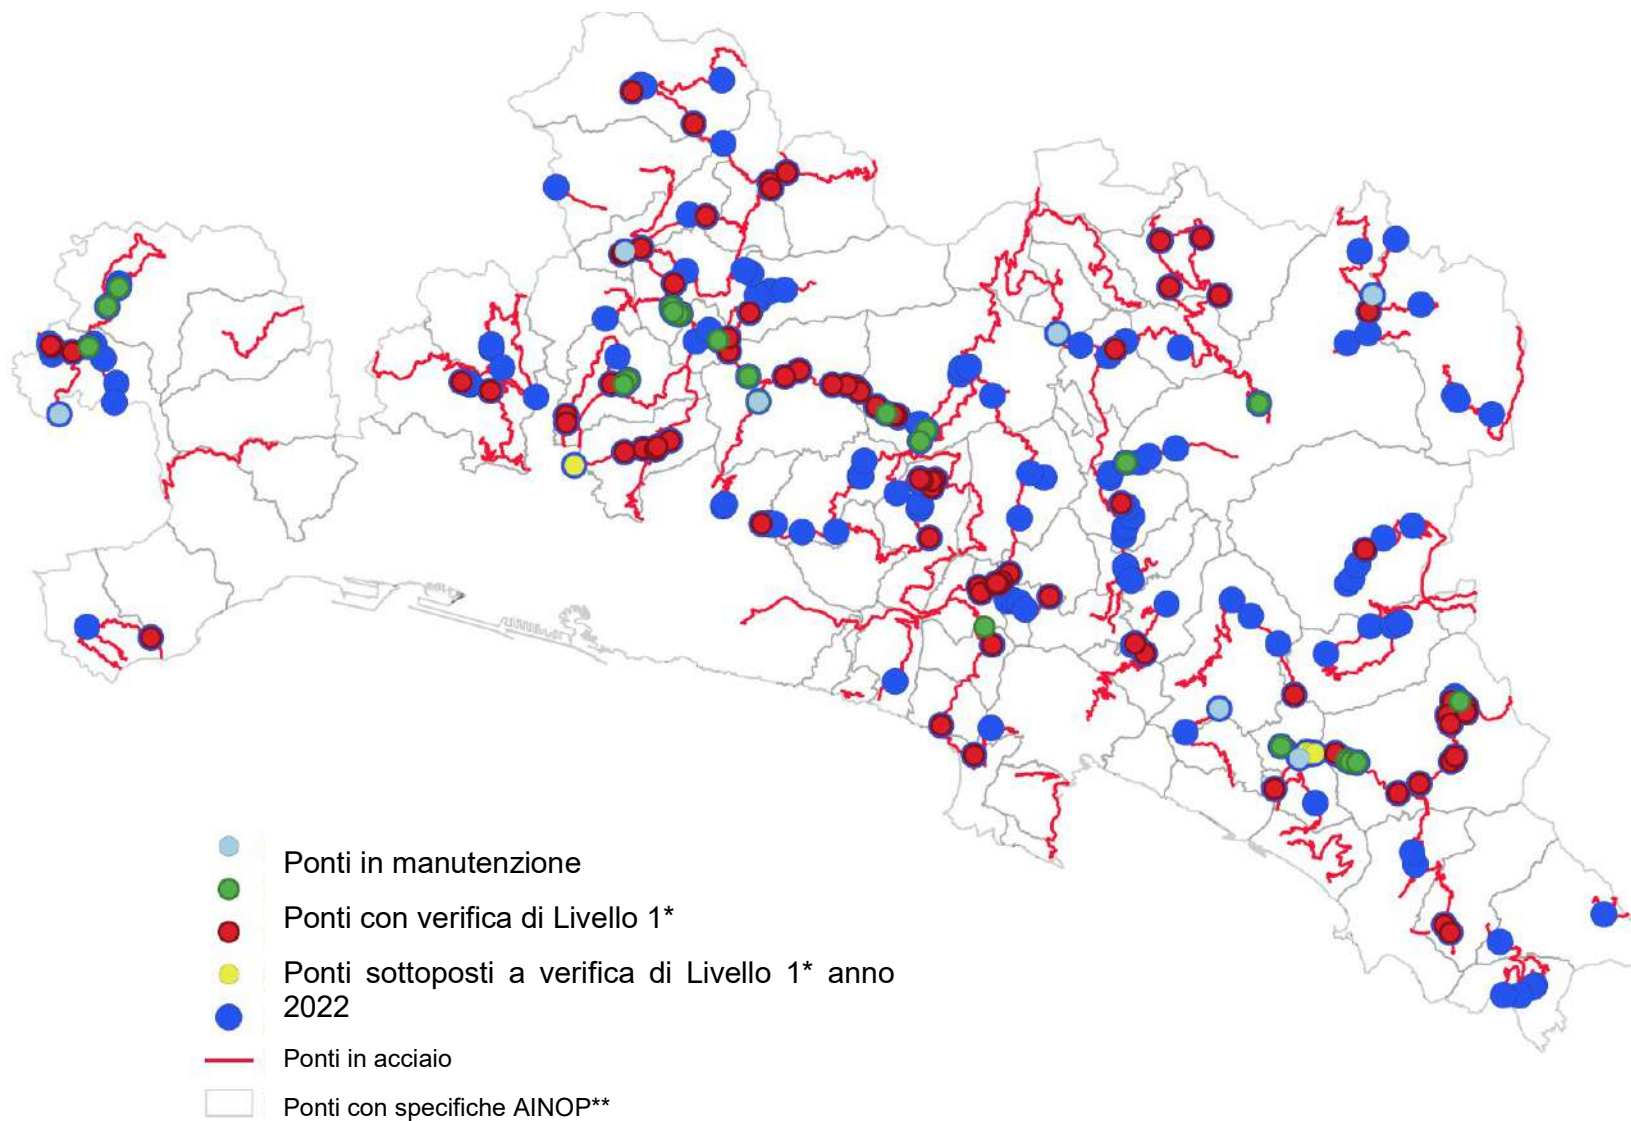 Ponti in manutenzione
Ponti con verifica di Livello 1*
Ponti sottoposti a verifica di Livello 1* anno
2022
Ponti in acciaio
Ponti con specifiche AINOP**